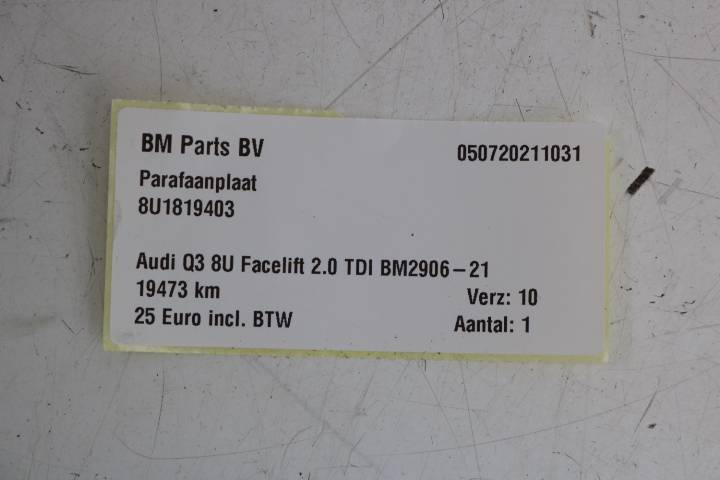 BM Parts BV 050720211031
Parafaanplaat
8U1819403
Audi Q3 8U Facelift 2.0 TDI BM2906-21
19473 km Verz: 10
25 Euro incl. BTW Aantal: 1